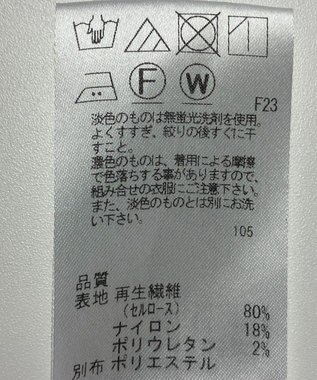 F W
F23
淡色のものは無蛍光洗剤を使用。
よくすすぎ、絞りの後すぐに干
すこと。
濃色のものは、着用による摩擦
で色落ちする事がありますので、
組み合せの衣服にご注意下さい。
また、淡色のものとは別にお洗
い下さい。
105
品質
表地 再生繊維
(セルロース) 80%
ナイロン 18%
ポリウレタン 2%
別布 ポリエステル